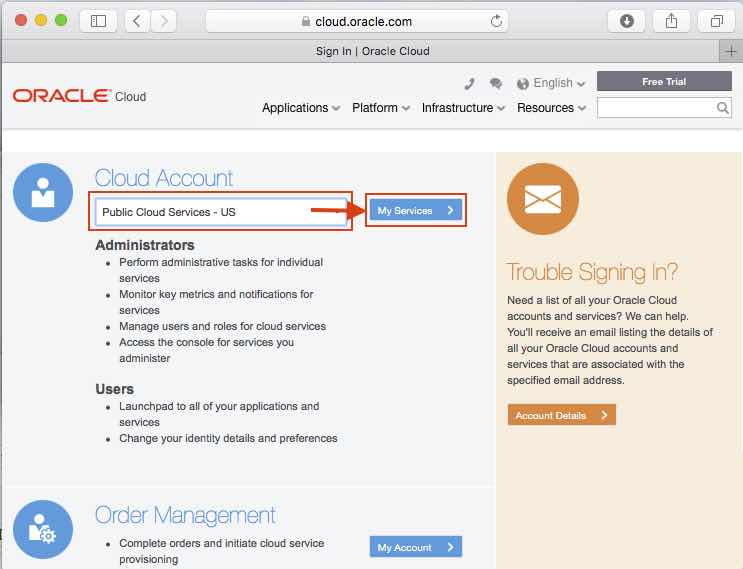 cloud.oracle.com
Sign In | Oracle Cloud
English
Free Trial
ORACLE Cloud
Applications Platform Infrastructure Resources
Cloud Account
Public Cloud Services - US
My Services
Administrators
• Perform administrative tasks for individual
services
• Monitor key metrics and notifications for
services
• Manage users and roles for cloud services
• Access the console for services you
administer
Users
• Launchpad to all of your applications and
services
• Change your identity details and preferences
Trouble Signing In?
Need a list of all your Oracle Cloud
accounts and services? We can help.
You'll receive an email listing the details of
all your Oracle Cloud accounts and
services that are associated with the
specified email address.
Account Details
Order Management
• Complete orders and initiate cloud service
provisioning
My Account